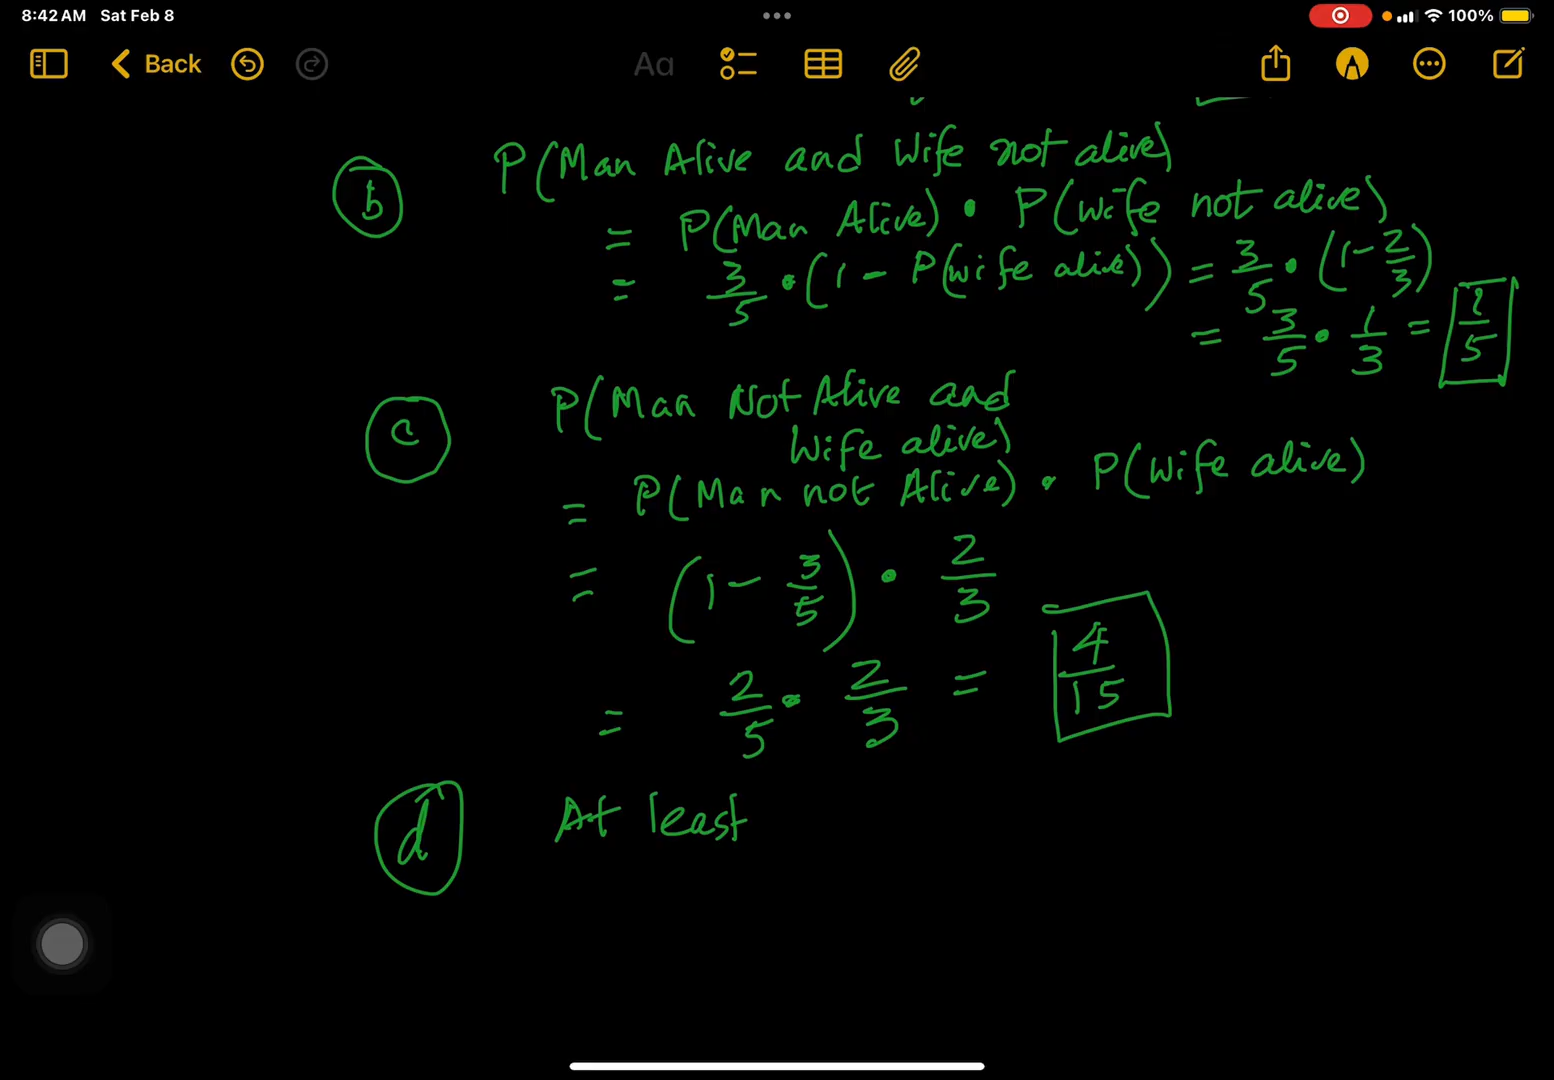 8:42 AM Sat Feb 8
100%
Back
Aa
b
P(Man Alive and Wife not alive)
= P(Man Alive) • P(wife not alive)
= 3/5 • (1 - P(wife alive)) = 3/5 • (1 - 2/3)
= 3/5 • 1/3 = 1/5
c
P(Man Not Alive and
Wife alive)
= P(Man not Alive) • P(Wife alive)
= (1 - 3/5) • 2/3
= 2/5 • 2/3 = 4/15
d
At least